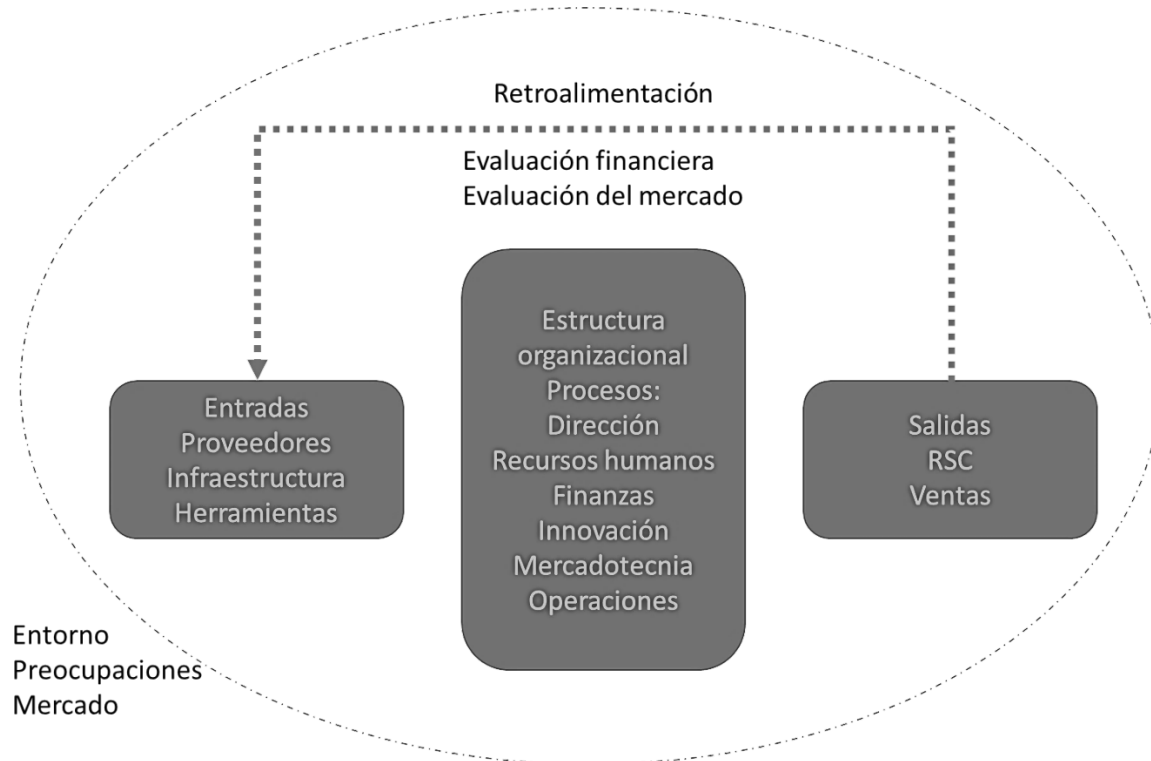 Retroalimentación
Evaluación financiera
Evaluación del mercado
Entradas
Proveedores
Infraestructura
Herramientas
Estructura
organizacional
Procesos:
Dirección
Recursos humanos
Finanzas
Innovación
Mercadotecnia
Operaciones
Salidas
RSC
Ventas
Entorno
Preocupaciones
Mercado